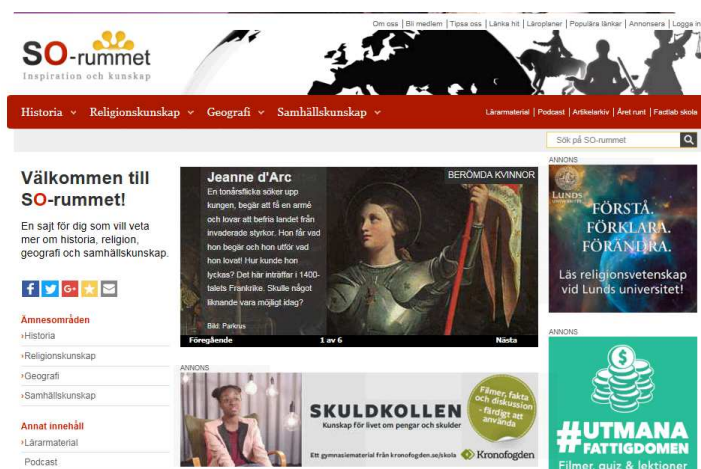 Om oss | Bli medlem | Tipsa oss | Länka hit | Läroplaner | Populära länkar | Annonsera | Logga in
SO-rummet
Inspiration och kunskap
Historia Religionskunskap Geografi Samhällskunskap
Lärarmaterial | Podcast | Artikelarkiv | Året runt | Factlab skola
Sök på SO-rummet
Välkommen till
SO-rummet!
En sajt för dig som vill veta
mer om historia, religion,
geografi och samhällskunskap.
f G+
Ämnesområden
Historia
Religionskunskap
Geografi
Samhällskunskap
Annat innehåll
Lärarmaterial
Podcast
Jeanne d'Arc
BERÖMDA KVINNOR
En tonårsflicka söker upp
kungen, begär att få en armé
och lovar att befria landet från
invaderade styrkor. Hon får vad
hon begär och hon utför vad
hon lovat! Hur kunde hon
lyckas? Det här inträffar i 1400-
talets Frankrike. Skulle något
liknande vara möjligt idag?
Bild: Parkrus
Föregående 1 av 6 Nästa
ANNONS
SKULDKOLLEN
Kunskap för livet om pengar och skulder
Filmer, fakta
och diskussion
- färdigt att
använda
Ett gymnasiematerial från kronofogden.se/skola Kronofogden
ANNONS
LUNDS
UNIVERSITET
FÖRSTÅ.
FÖRKLARA.
FÖRÄNDRA.
Läs religionsvetenskap
vid Lunds universitet!
ANNONS
$
#UTMANA
FATTIGDOMEN
Filmer, quiz & lektioner